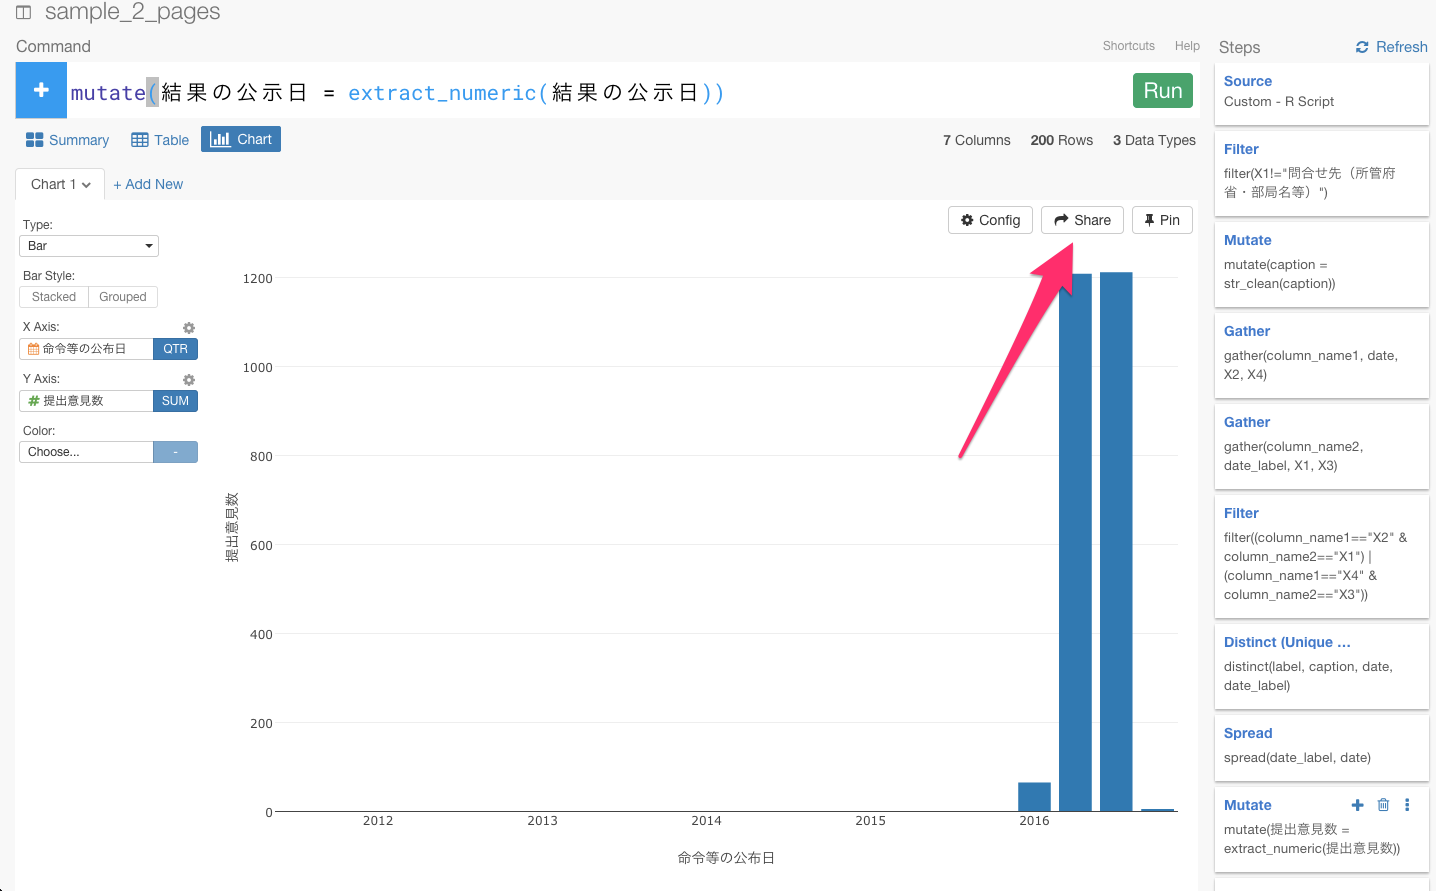 sample_2_pages
Command
Shortcuts Help
mutate(結果の公示日 = extract_numeric(結果の公示日))
Run
Summary Table Chart
7 Columns 200 Rows 3 Data Types
Chart 1 + Add New
Config Share Pin
Type:
Bar
Bar Style:
Stacked Grouped
X Axis:
命令等の公布日 QTR
Y Axis:
提出意見数 SUM
Color:
Choose... -
1200
1000
800
600
400
200
0
提出意見数
2012 2013 2014 2015 2016
命令等の公布日
Steps Refresh
Source
Custom - R Script
Filter
filter(X1!="問合せ先（所管府
省・部局名等）")
Mutate
mutate(caption =
str_clean(caption))
Gather
gather(column_name1, date,
X2, X4)
Gather
gather(column_name2,
date_label, X1, X3)
Filter
filter((column_name1=="X2" &
column_name2=="X1") |
(column_name1=="X4" &
column_name2=="X3"))
Distinct (Unique ...
distinct(label, caption, date,
date_label)
Spread
spread(date_label, date)
Mutate
mutate(提出意見数 =
extract_numeric(提出意見数))